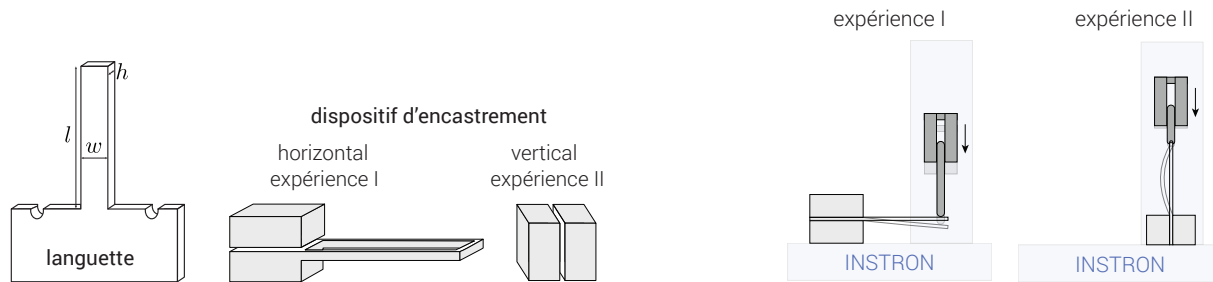 expérience I
expérience II
h
l
w
languette
dispositif d'encastrement
horizontal
expérience I
vertical
expérience II
INSTRON
INSTRON